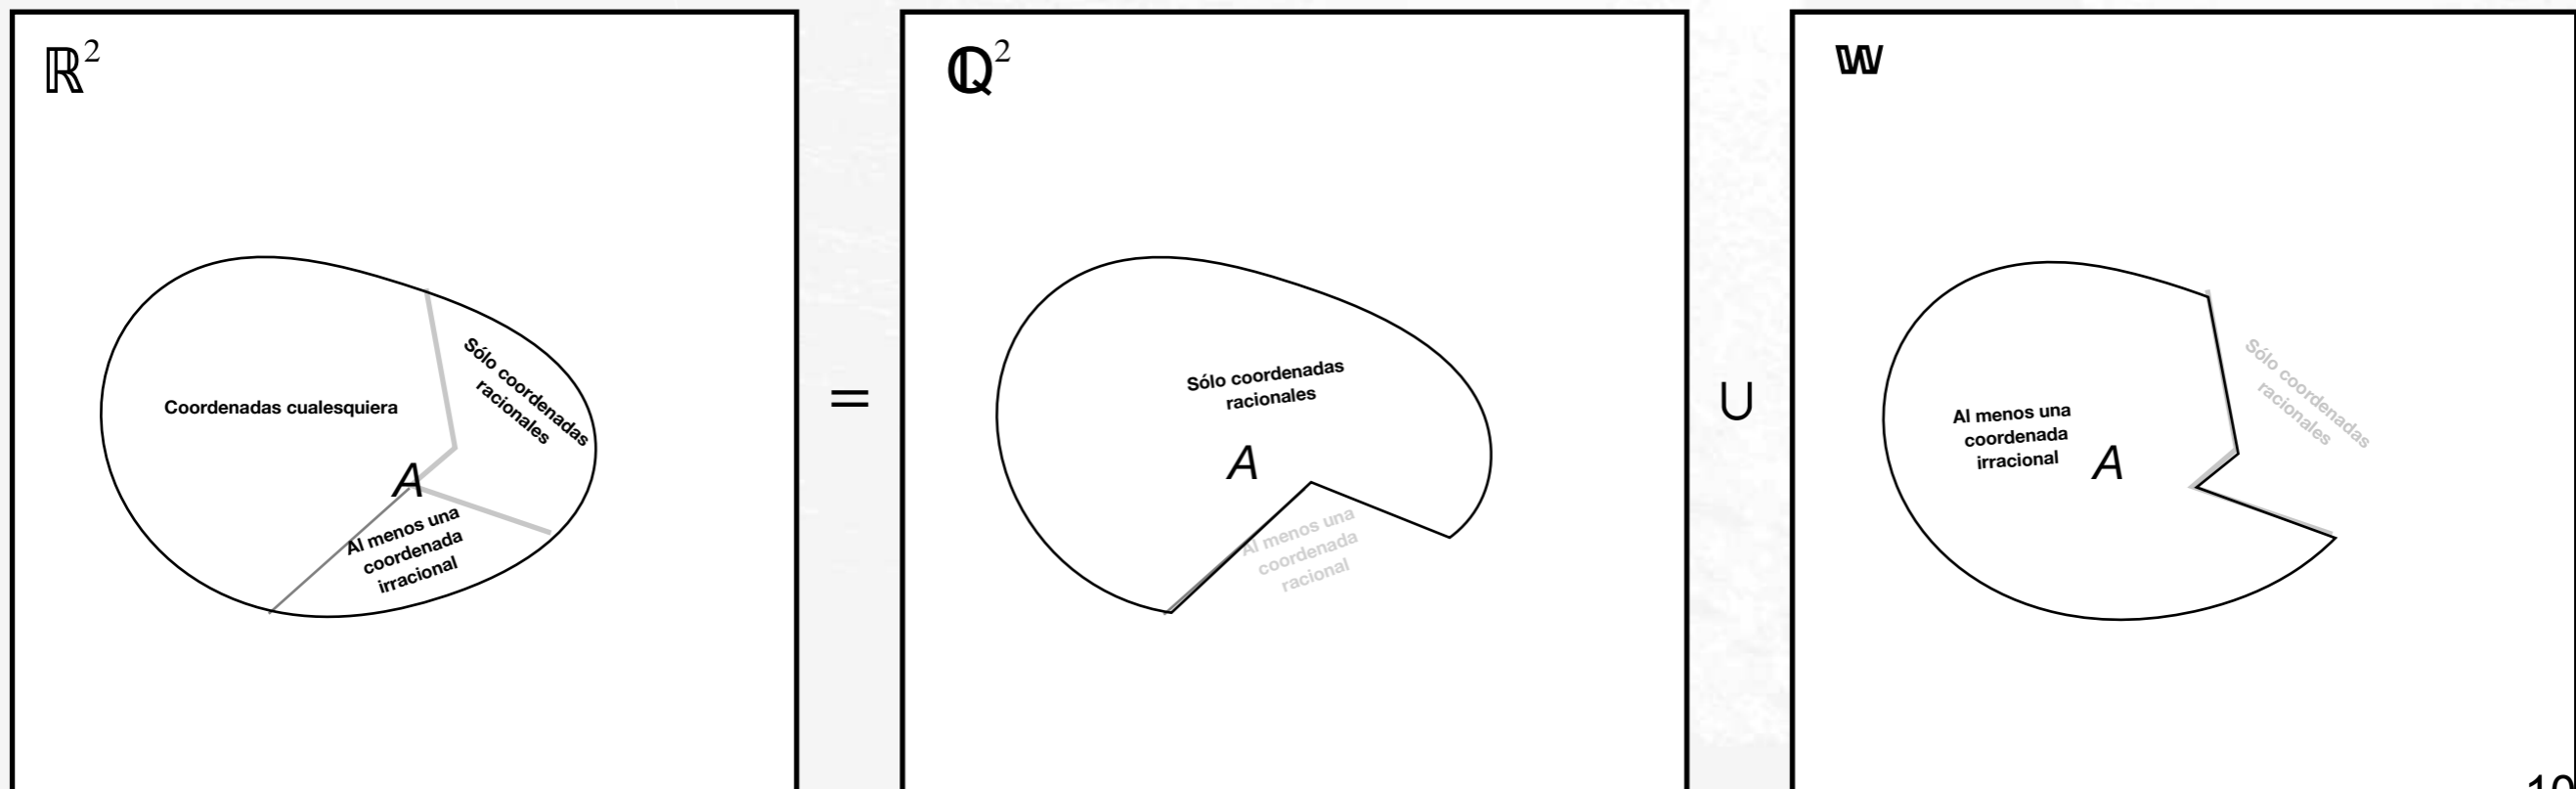 ℝ²
Coordenadas cualesquiera
Sólo coordenadas
racionales
A
Al menos una
coordenada
irracional
=
ℚ²
Sólo coordenadas
racionales
A
Al menos una
coordenada
racional
∪
𝕎
Al menos una
coordenada
irracional
A
Sólo coordenadas
racionales